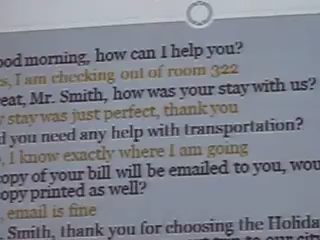 ood morning, how can I help you?
s, I am checking out of room 322
eat, Mr. Smith, how was your stay with us?
y stay was just perfect, thank you
d you need any help with transportation?
, I know exactly where I am going
opy of your bill will be emailed to you, wou
opy printed as well?
, email is fine
. Smith, thank you for choosing the Holida
to our